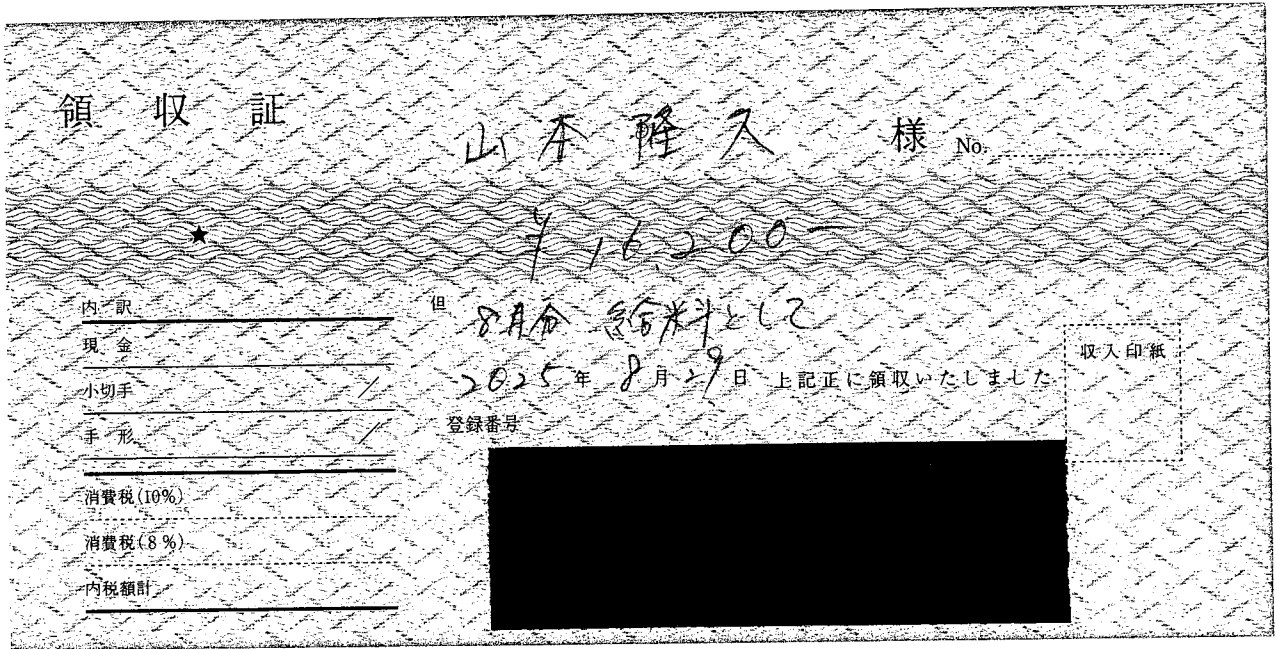 領収証
山本隆久 様 No.
★
¥16,200-
但 8月分 給料として
2025年8月29日 上記正に領収いたしました
収入印紙
登録番号
内訳
現金
小切手 /
手形 /
消費税(10%)
消費税(8%)
内税額計